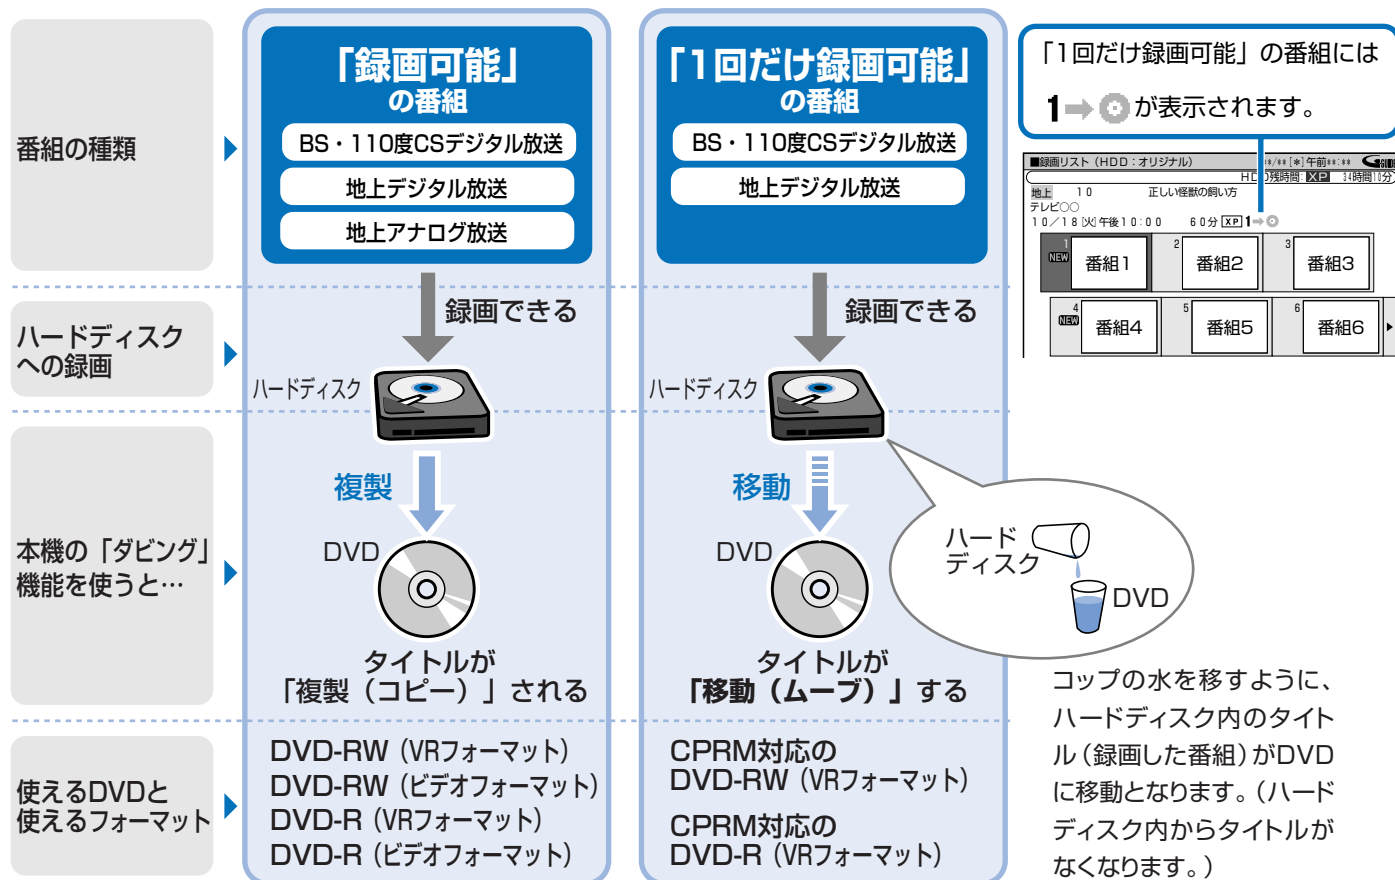 番組の種類
「録画可能」
の番組
BS・110度CSデジタル放送
地上デジタル放送
地上アナログ放送
「1回だけ録画可能」
の番組
BS・110度CSデジタル放送
地上デジタル放送
「1回だけ録画可能」の番組には
1が表示されます。
■録画リスト(HDD:オリジナル)
**/**[*]午前**:**
残時間: XP 34時間10分
地上 10 正しい怪獣の飼い方
テレビ○○
10/18[火]午後10:00 60分 XP 1
1 NEW 番組1
2 番組2
3 番組3
4 NEW 番組4
5 番組5
6 番組6
ハードディスク
への録画
録画できる
ハードディスク
録画できる
ハードディスク
本機の「ダビング」
機能を使うと…
複製
DVD
タイトルが
「複製(コピー)」される
移動
DVD
タイトルが
「移動(ムーブ)」する
ハード
ディスク
DVD
コップの水を移すように、
ハードディスク内のタイト
ル(録画した番組)がDVD
に移動となります。(ハード
ディスク内からタイトルが
なくなります。)
使えるDVDと
使えるフォーマット
DVD-RW(VRフォーマット)
DVD-RW(ビデオフォーマット)
DVD-R(VRフォーマット)
DVD-R(ビデオフォーマット)
CPRM対応の
DVD-RW(VRフォーマット)
CPRM対応の
DVD-R(VRフォーマット)